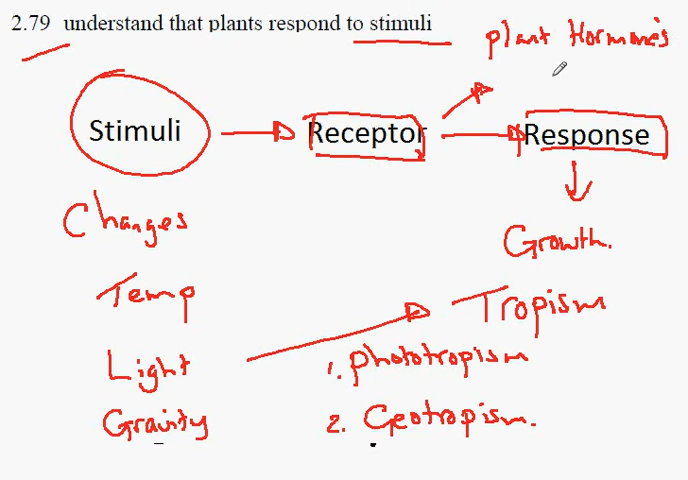 2.79 understand that plants respond to stimuli
plant Hormones
Stimuli Receptor Response
Changes
Growth.
Temp
Tropism
Light
1. Phototropism
Gravity
2. Geotropism.